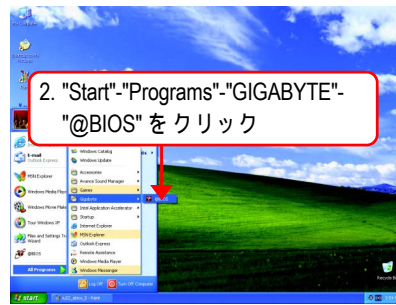 2. "Start"-"Programs"-"GIGABYTE"-
"@BIOS" をクリック
E-mail
Outlook Express
MSN Explorer
Windows Media Player
Windows Movie Maker
Tour Windows XP
Files and Settings Transfer
Wizard
@BIOS
All Programs
Windows Catalog
Windows Update
Accessories
Avance Sound Manager
Games
Gigabyte
Intel Application Accelerator
Startup
Internet Explorer
MSN Explorer
Outlook Express
Remote Assistance
Windows Media Player
Windows Messenger
@BIOS
Log Off
Turn Off Computer
start
Recycle Bin